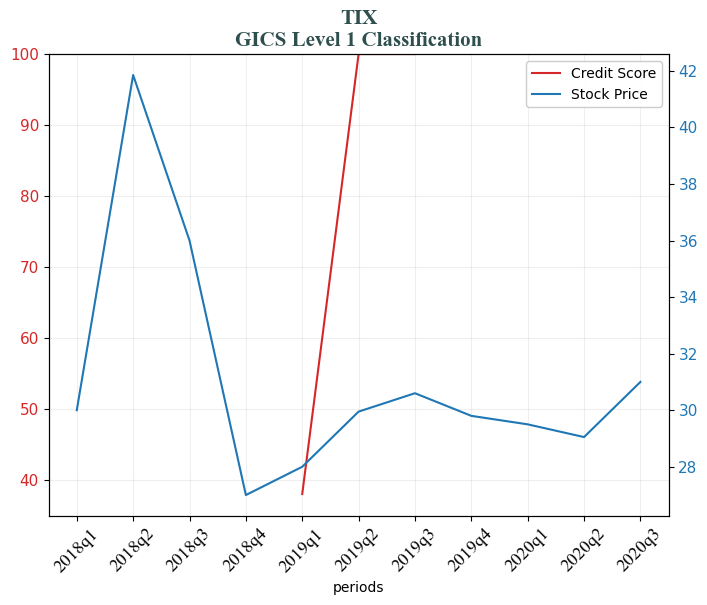 TIX
GICS Level 1 Classification
Credit Score
Stock Price
100
90
80
70
60
50
40
42
40
38
36
34
32
30
28
2018q1
2018q2
2018q3
2018q4
2019q1
2019q2
2019q3
2019q4
2020q1
2020q2
2020q3
periods